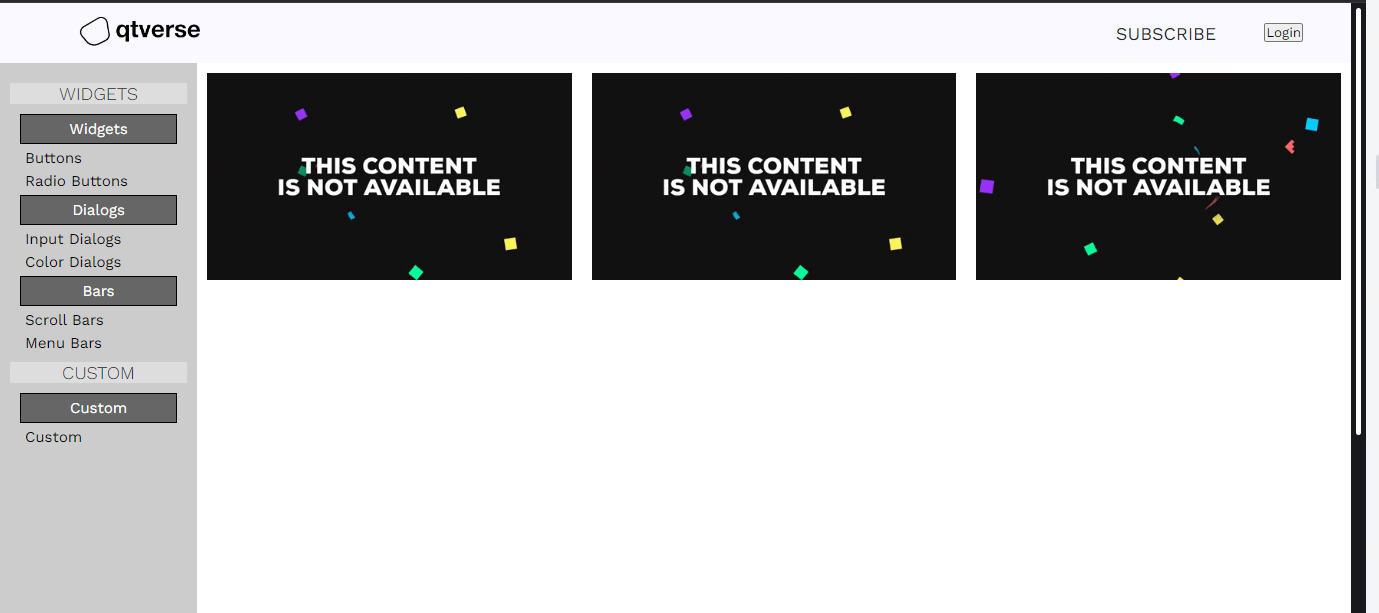 qtverse
SUBSCRIBE
Login
WIDGETS
Widgets
Buttons
Radio Buttons
Dialogs
Input Dialogs
Color Dialogs
Bars
Scroll Bars
Menu Bars
CUSTOM
Custom
Custom
THIS CONTENT
IS NOT AVAILABLE
THIS CONTENT
IS NOT AVAILABLE
THIS CONTENT
IS NOT AVAILABLE